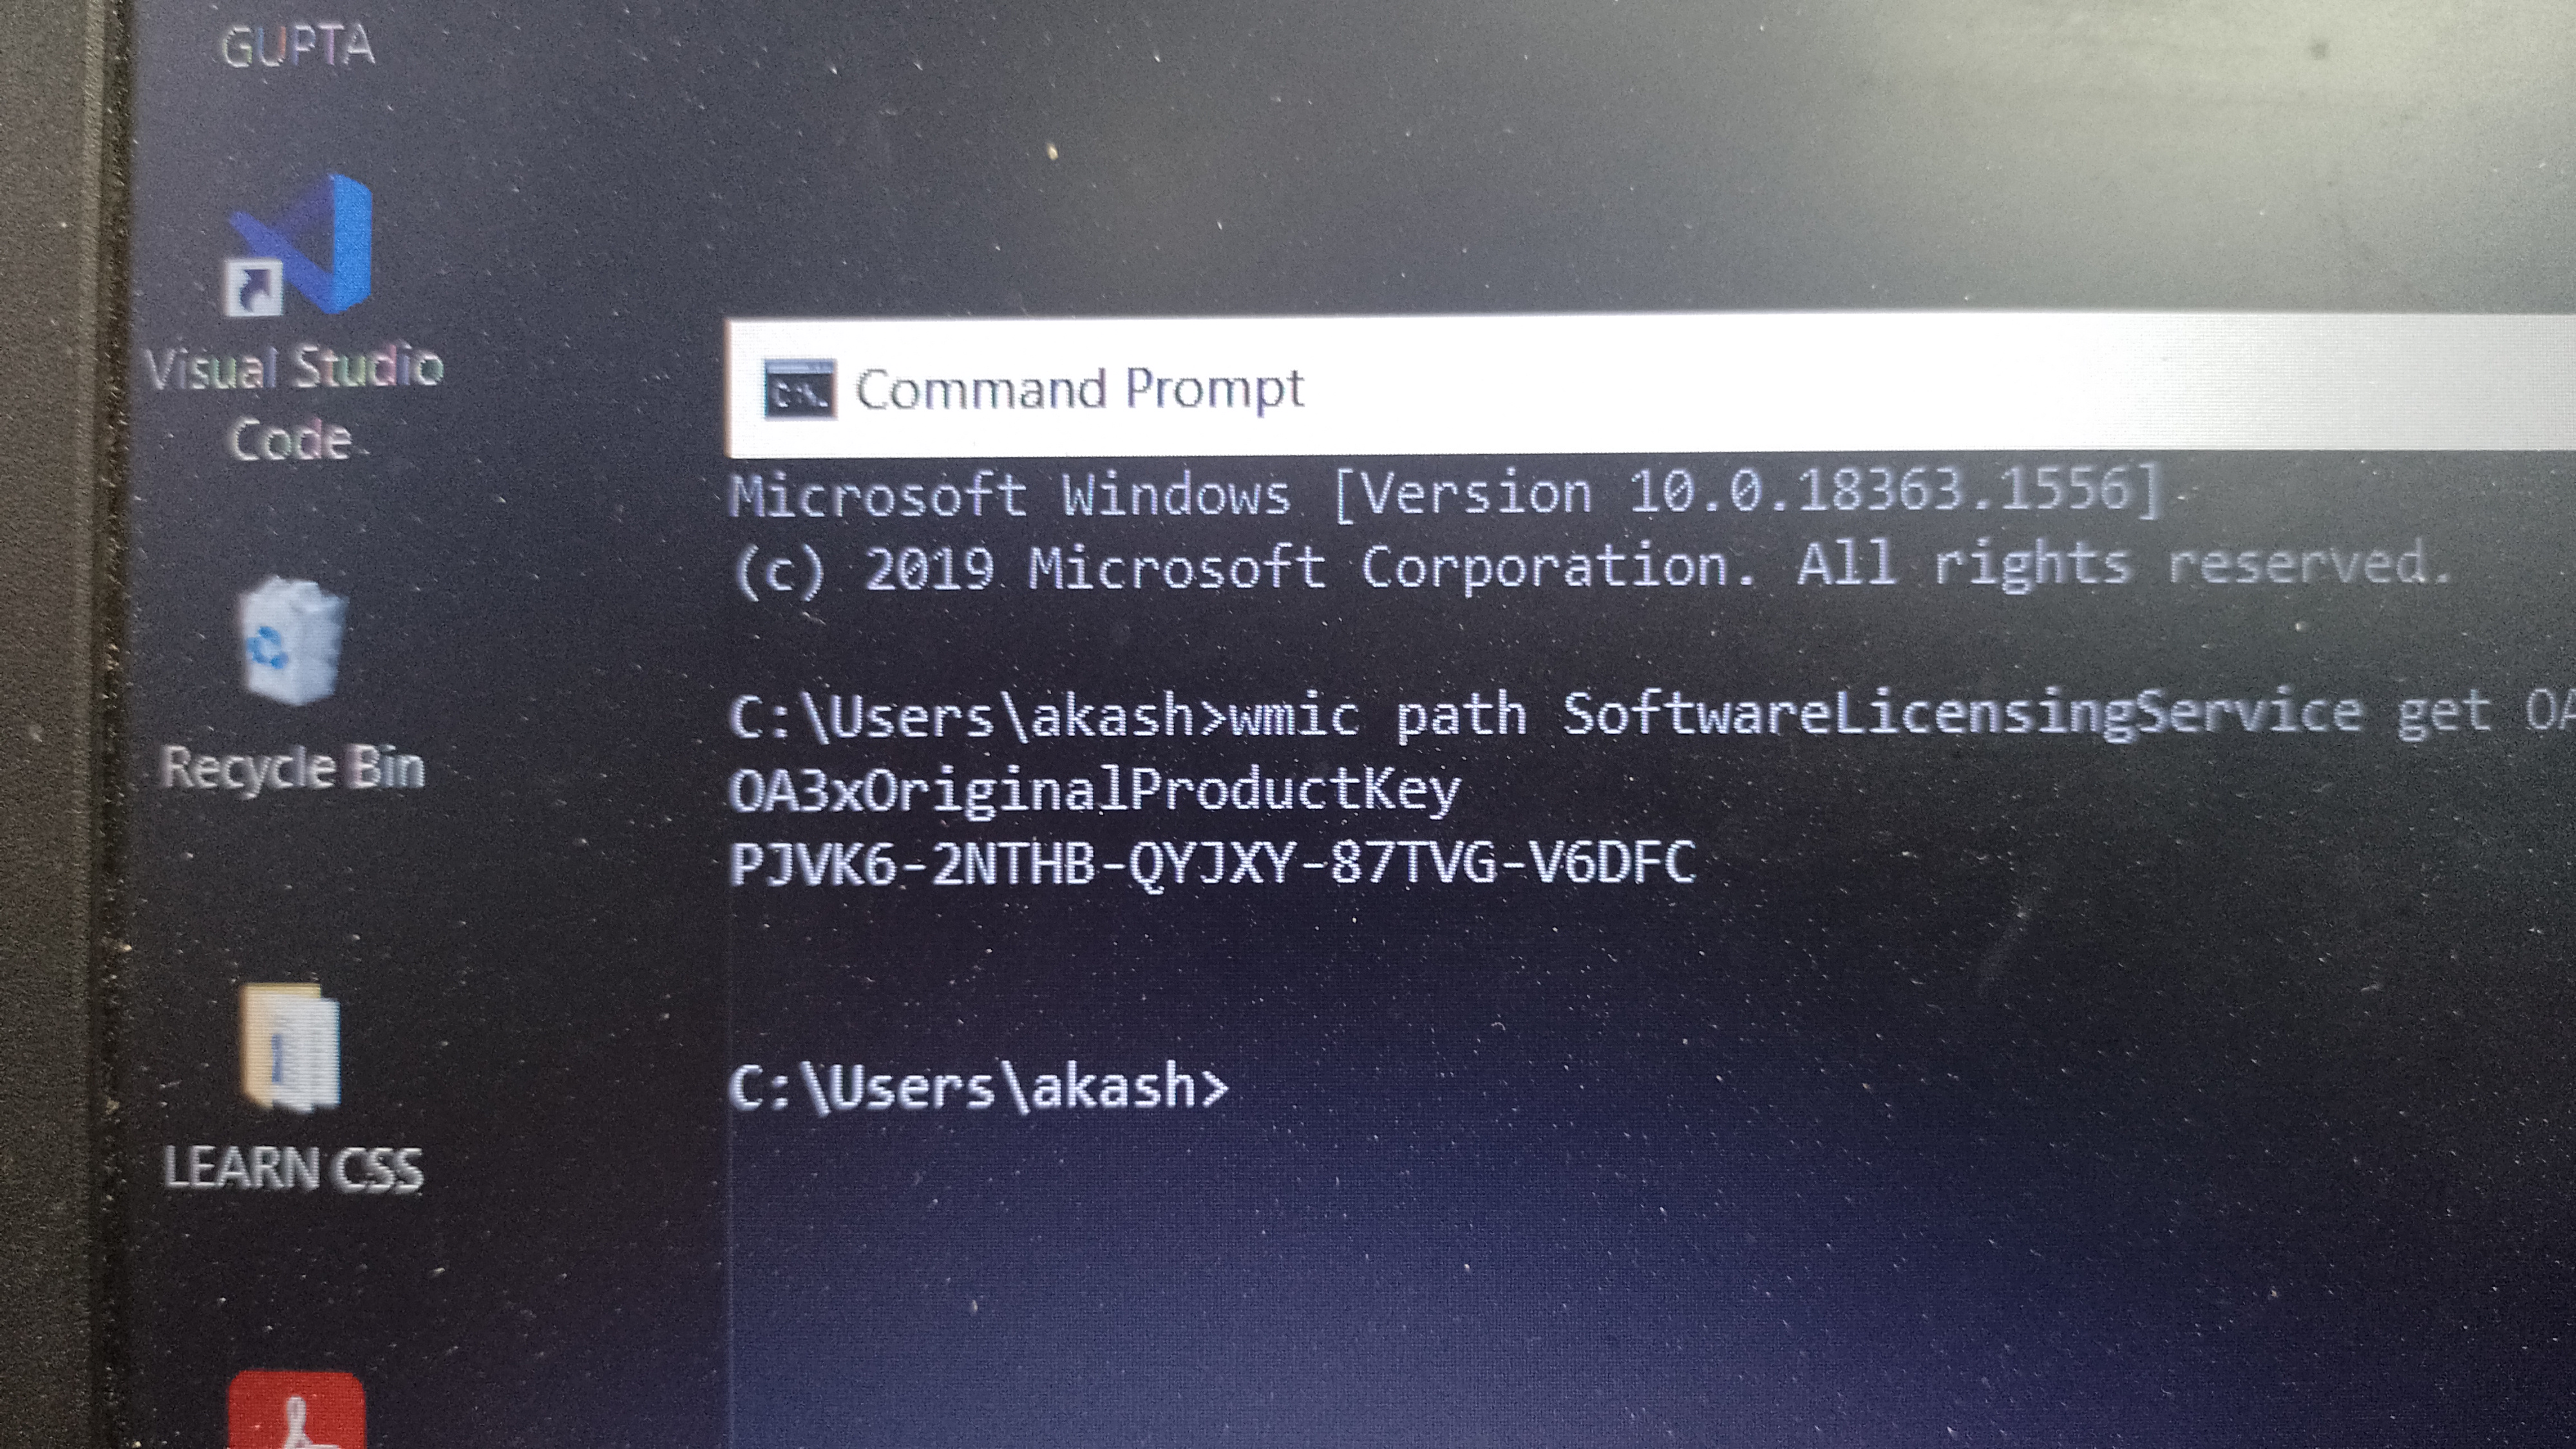 GUPTA
Visual Studio
Code
Recycle Bin
LEARN CSS
Command Prompt
Microsoft Windows [Version 10.0.18363.1556]
(c) 2019 Microsoft Corporation. All rights reserved.
C:\Users\akash>wmic path SoftwareLicensingService get OA
OA3xOriginalProductKey
PJVK6-2NTHB-QYJXY-87TVG-V6DFC
C:\Users\akash>